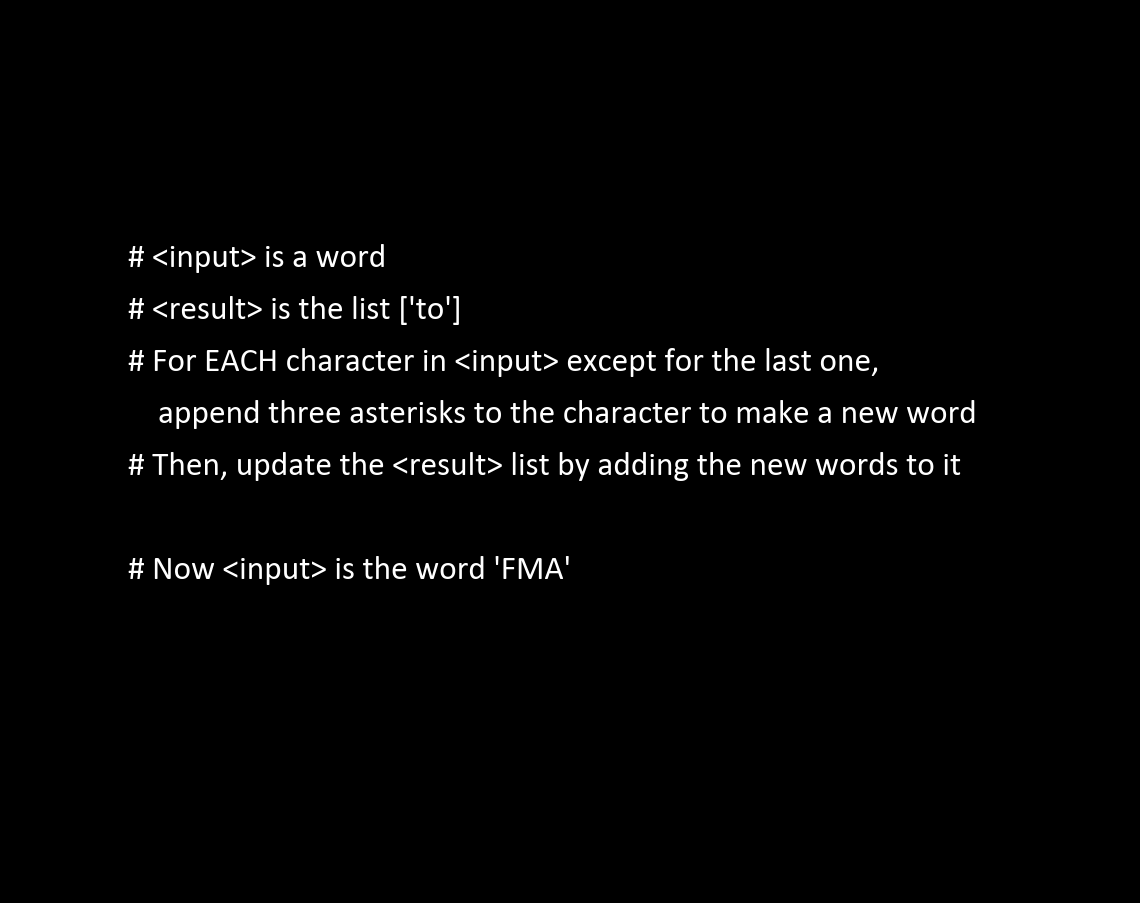 # <input> is a word
# <result> is the list ['to']
# For EACH character in <input> except for the last one,
append three asterisks to the character to make a new word
# Then, update the <result> list by adding the new words to it
# Now <input> is the word 'FMA'